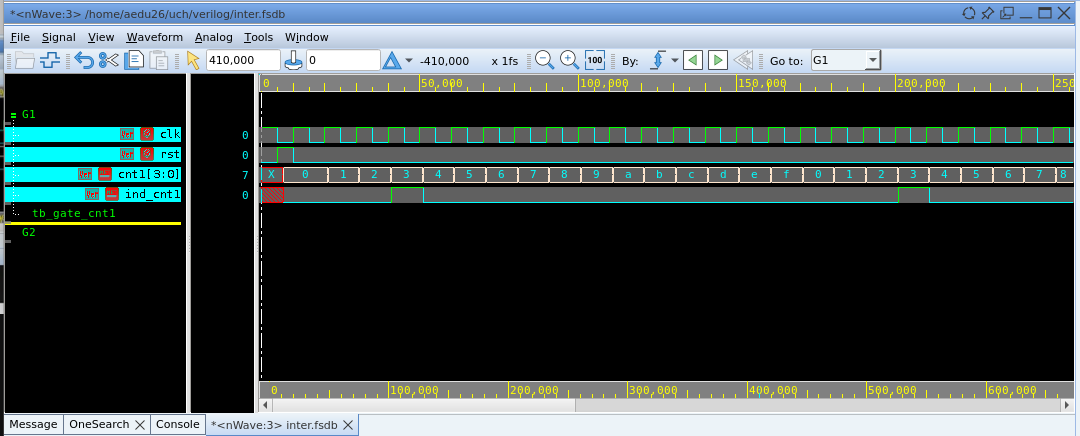 *<nWave:3> /home/aedu26/uch/verilog/inter.fsdb
File Signal View Waveform Analog Tools Window
410,000 0 -410,000 x 1fs 100 By: Go to: G1
0 50,000 100,000 150,000 200,000 250
G1
clk 0
rst 0
cnt1[3:0] 7 X 0 1 2 3 4 5 6 7 8 9 a b c d e f 0 1 2 3 4 5 6 7 8
ind_cnt1 0
tb_gate_cnt1
G2
0 100,000 200,000 300,000 400,000 500,000 600,000
Message OneSearch Console *<nWave:3> inter.fsdb